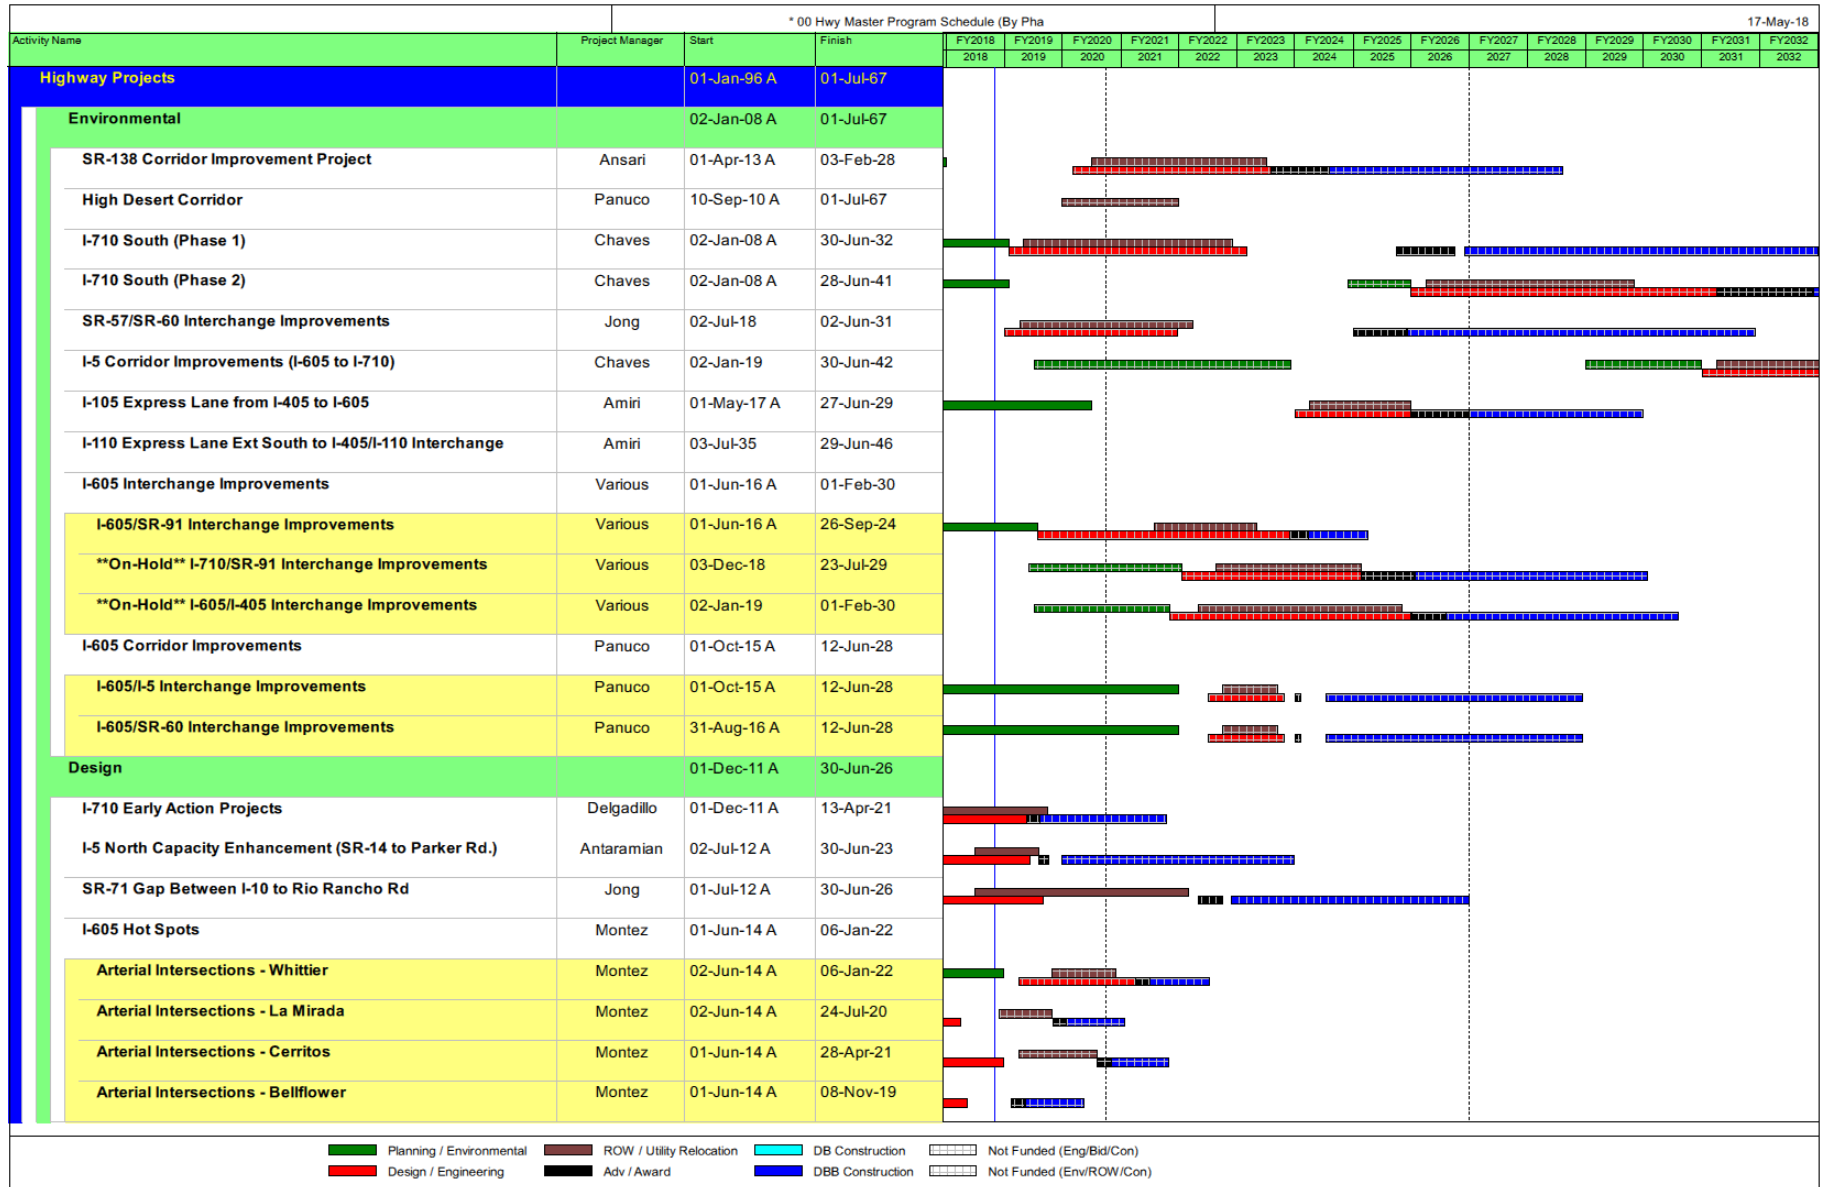 * 00 Hwy Master Program Schedule (By Pha 17-May-18
Activity Name Project Manager Start Finish FY2018 FY2019 FY2020 FY2021 FY2022 FY2023 FY2024 FY2025 FY2026 FY2027 FY2028 FY2029 FY2030 FY2031 FY2032
2018 2019 2020 2021 2022 2023 2024 2025 2026 2027 2028 2029 2030 2031 2032
Highway Projects 01-Jan-96 A 01-Jul-67
Environmental 02-Jan-08 A 01-Jul-67
SR-138 Corridor Improvement Project Ansari 01-Apr-13 A 03-Feb-28
High Desert Corridor Panuco 10-Sep-10 A 01-Jul-67
I-710 South (Phase 1) Chaves 02-Jan-08 A 30-Jun-32
I-710 South (Phase 2) Chaves 02-Jan-08 A 28-Jun-41
SR-57/SR-60 Interchange Improvements Jong 02-Jul-18 02-Jun-31
I-5 Corridor Improvements (I-605 to I-710) Chaves 02-Jan-19 30-Jun-42
I-105 Express Lane from I-405 to I-605 Amiri 01-May-17 A 27-Jun-29
I-110 Express Lane Ext South to I-405/I-110 Interchange Amiri 03-Jul-35 29-Jun-46
I-605 Interchange Improvements Various 01-Jun-16 A 01-Feb-30
I-605/SR-91 Interchange Improvements Various 01-Jun-16 A 26-Sep-24
**On-Hold** I-710/SR-91 Interchange Improvements Various 03-Dec-18 23-Jul-29
**On-Hold** I-605/I-405 Interchange Improvements Various 02-Jan-19 01-Feb-30
I-605 Corridor Improvements Panuco 01-Oct-15 A 12-Jun-28
I-605/I-5 Interchange Improvements Panuco 01-Oct-15 A 12-Jun-28
I-605/SR-60 Interchange Improvements Panuco 31-Aug-16 A 12-Jun-28
Design 01-Dec-11 A 30-Jun-26
I-710 Early Action Projects Delgadillo 01-Dec-11 A 13-Apr-21
I-5 North Capacity Enhancement (SR-14 to Parker Rd.) Antaramian 02-Jul-12 A 30-Jun-23
SR-71 Gap Between I-10 to Rio Rancho Rd Jong 01-Jul-12 A 30-Jun-26
I-605 Hot Spots Montez 01-Jun-14 A 06-Jan-22
Arterial Intersections - Whittier Montez 02-Jun-14 A 06-Jan-22
Arterial Intersections - La Mirada Montez 02-Jun-14 A 24-Jul-20
Arterial Intersections - Cerritos Montez 01-Jun-14 A 28-Apr-21
Arterial Intersections - Bellflower Montez 01-Jun-14 A 08-Nov-19
Planning / Environmental ROW / Utility Relocation DB Construction Not Funded (Eng/Bid/Con)
Design / Engineering Adv / Award DBB Construction Not Funded (Env/ROW/Con)